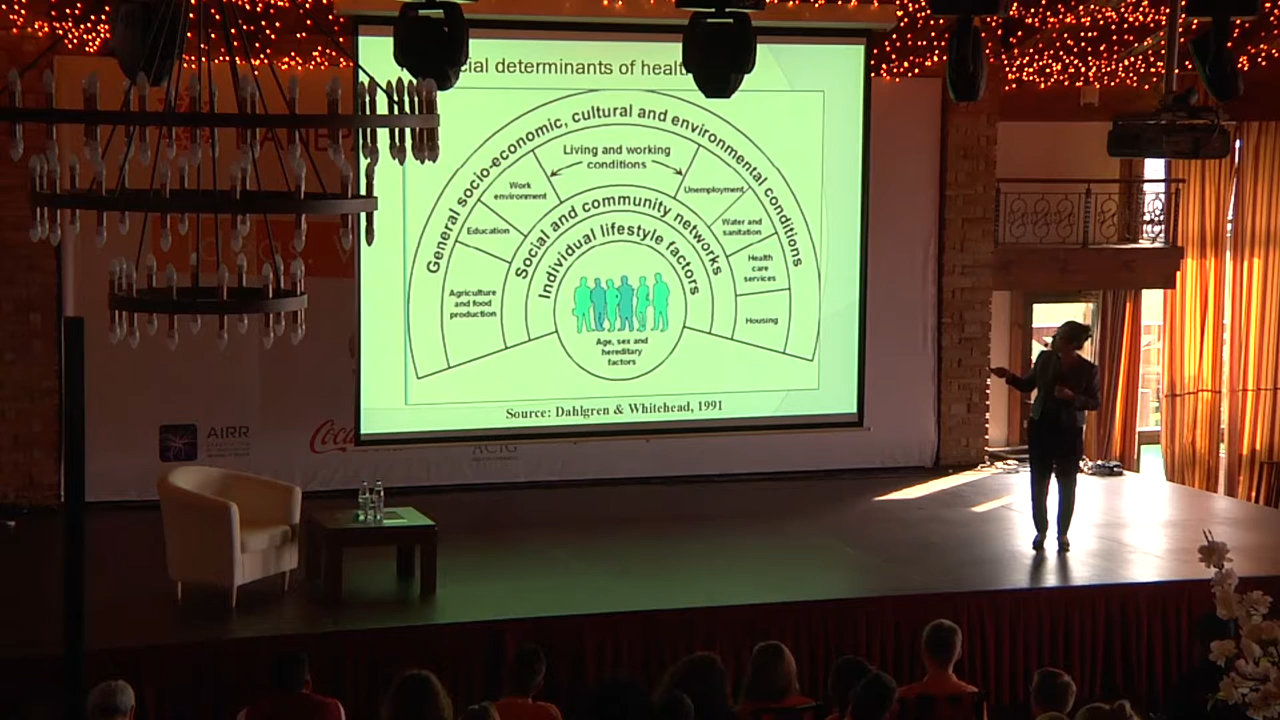 cial determinants of healt
General socio-economic, cultural and environmental conditions
Living and working
conditions
Work
environment
Unemployment
Education
Water and
sanitation
Social and community networks
Individual lifestyle factors
Health
care
services
Agriculture
and food
production
Housing
Age, sex and
hereditary
factors
Source: Dahlgren & Whitehead, 1991
AIRR
Coca
ACIG